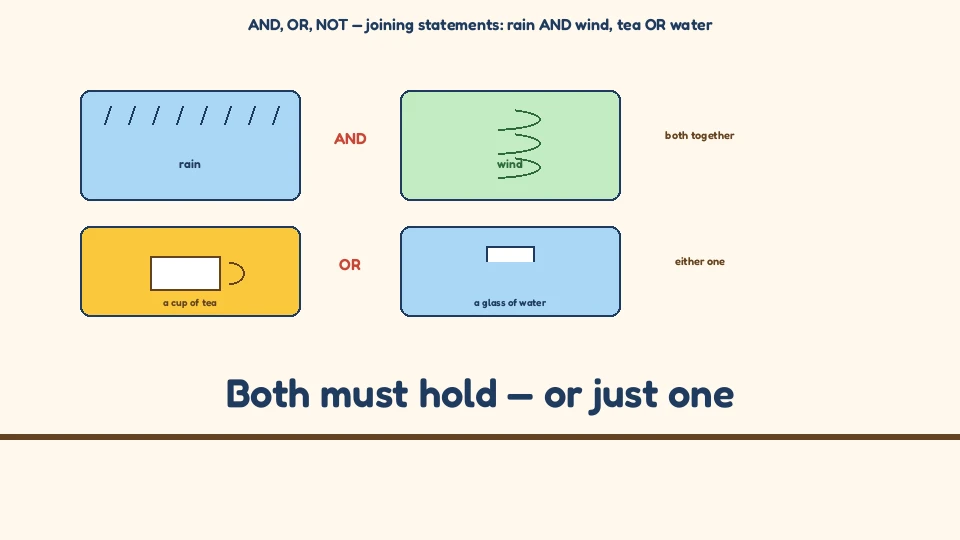 AND, OR, NOT — joining statements: rain AND wind, tea OR water
rain
AND
wind
both together
a cup of tea
OR
a glass of water
either one
Both must hold — or just one